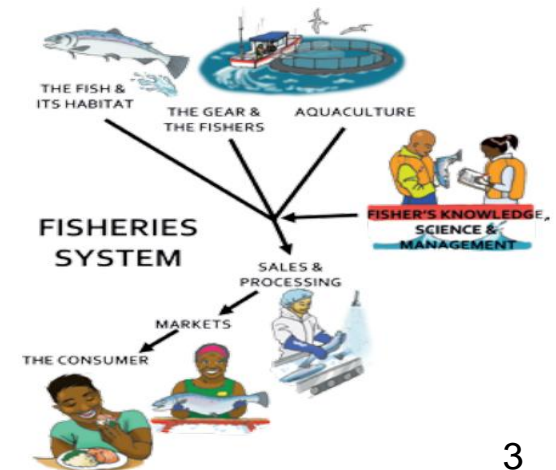 THE FISH &
ITS HABITAT
THE GEAR &
THE FISHERS
AQUACULTURE
FISHER'S KNOWLEDGE,
SCIENCE &
MANAGEMENT
FISHERIES
SYSTEM
SALES &
PROCESSING
MARKETS
THE CONSUMER
3